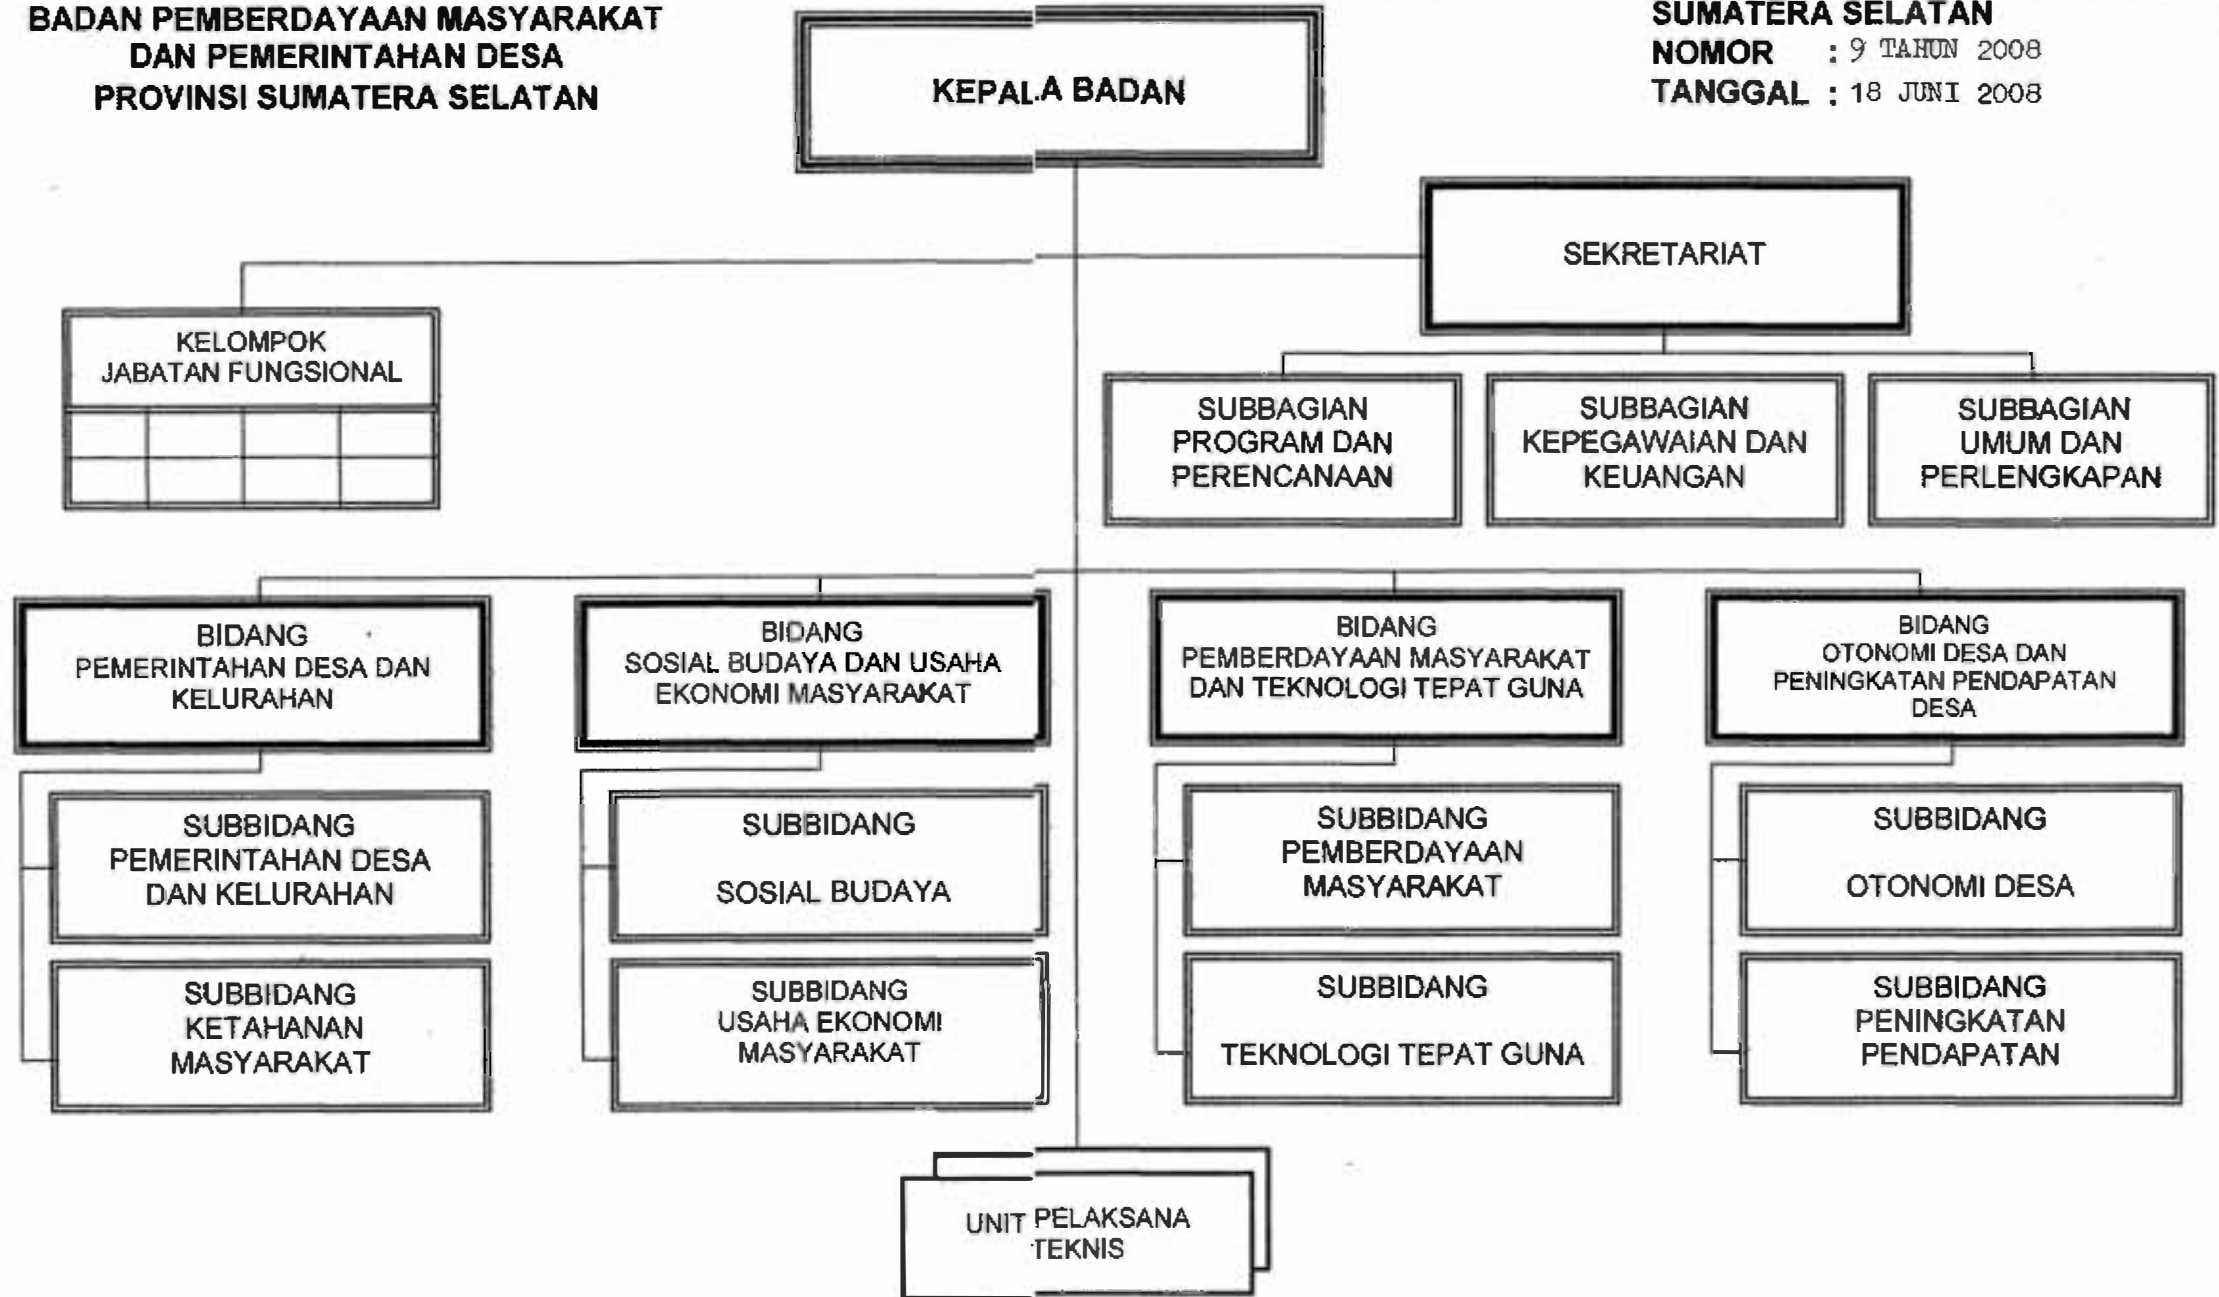 BADAN PEMBERDAYAAN MASYARAKAT
DAN PEMERINTAHAN DESA
PROVINSI SUMATERA SELATAN
KEPALA BADAN
SUMATERA SELATAN
NOMOR : 9 TAHUN 2008
TANGGAL : 18 JUNI 2008
SEKRETARIAT
KELOMPOK
JABATAN FUNGSIONAL
SUBBAGIAN
PROGRAM DAN
PERENCANAAN
SUBBAGIAN
KEPEGAWAIAN DAN
KEUANGAN
SUBBAGIAN
UMUM DAN
PERLENGKAPAN
BIDANG
PEMERINTAHAN DESA DAN
KELURAHAN
BIDANG
SOSIAL BUDAYA DAN USAHA
EKONOMI MASYARAKAT
BIDANG
PEMBERDAYAAN MASYARAKAT
DAN TEKNOLOGI TEPAT GUNA
BIDANG
OTONOMI DESA DAN
PENINGKATAN PENDAPATAN
DESA
SUBBIDANG
PEMERINTAHAN DESA
DAN KELURAHAN
SUBBIDANG
SOSIAL BUDAYA
SUBBIDANG
PEMBERDAYAAN
MASYARAKAT
SUBBIDANG
OTONOMI DESA
SUBBIDANG
KETAHANAN
MASYARAKAT
SUBBIDANG
USAHA EKONOMI
MASYARAKAT
SUBBIDANG
TEKNOLOGI TEPAT GUNA
SUBBIDANG
PENINGKATAN
PENDAPATAN
UNIT PELAKSANA
TEKNIS